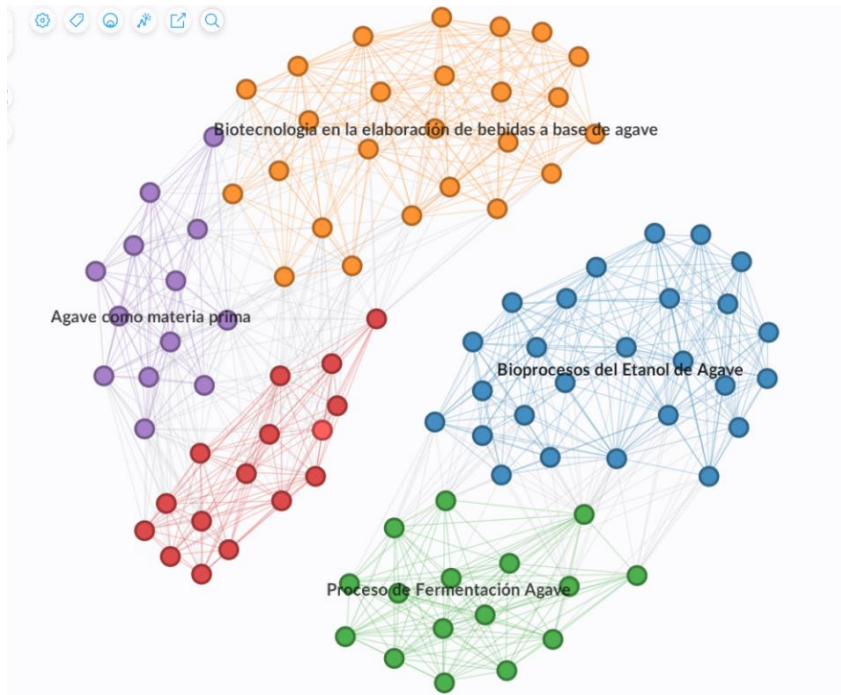 Biotecnologia en la elaboración de bebidas a base de agave
Agave como materia prima
Bioprocesos del Etanol de Agave
Proceso de Fermentación Agave